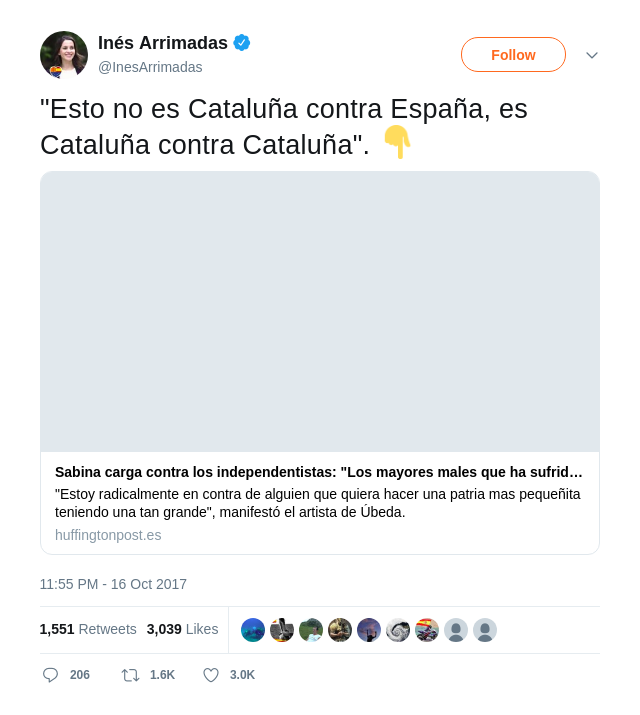 Inés Arrimadas
@InesArrimadas
Follow
"Esto no es Cataluña contra España, es
Cataluña contra Cataluña". 👇
Sabina carga contra los independentistas: "Los mayores males que ha sufrid…
"Estoy radicalmente en contra de alguien que quiera hacer una patria mas pequeñita
teniendo una tan grande", manifestó el artista de Úbeda.
huffingtonpost.es
11:55 PM - 16 Oct 2017
1,551 Retweets 3,039 Likes
206 1.6K 3.0K